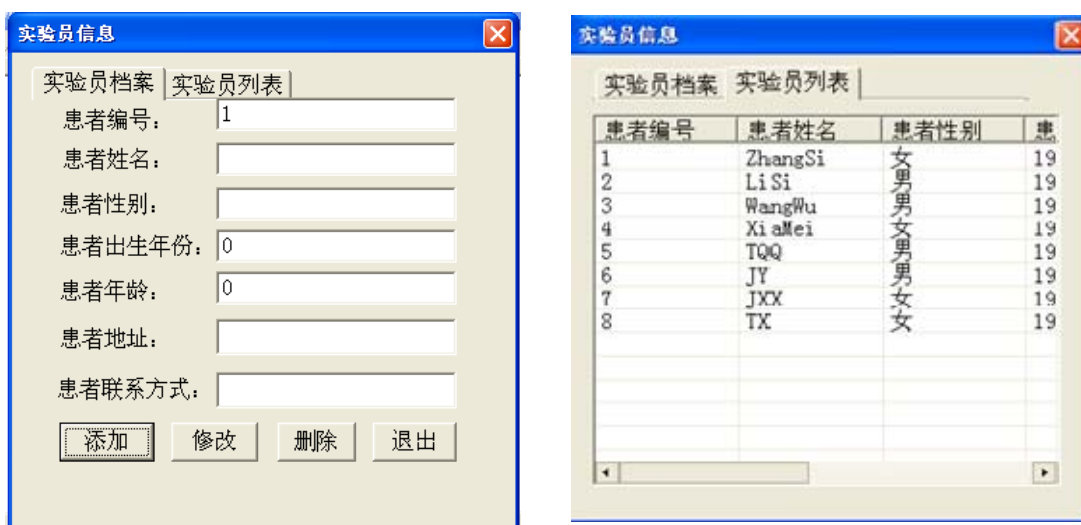 实验员信息
实验员档案 实验员列表
患者编号： 1
患者姓名：
患者性别：
患者出生年份： 0
患者年龄： 0
患者地址：
患者联系方式：
添加 修改 删除 退出
实验员信息
实验员档案 实验员列表
患者编号 患者姓名 患者性别 患
1 ZhangSi 女 19
2 LiSi 男 19
3 WangWu 男 19
4 XiaMei 女 19
5 TQQ 男 19
6 JY 男 19
7 JXX 女 19
8 TX 女 19